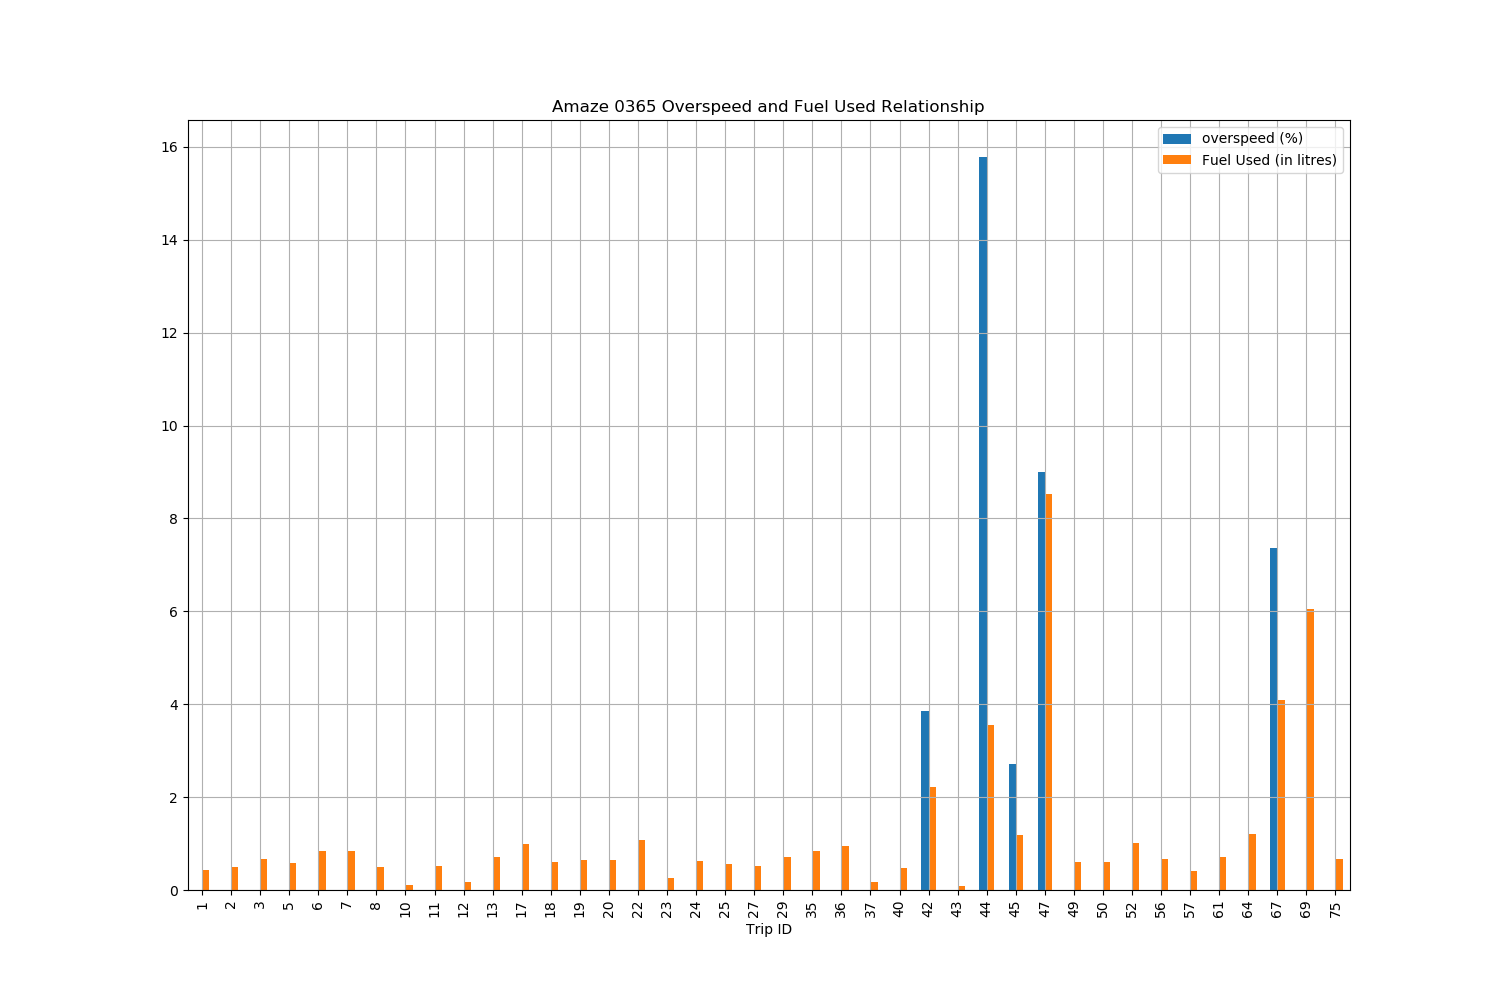 Amaze 0365 Overspeed and Fuel Used Relationship
overspeed (%)
Fuel Used (in litres)
16
14
12
10
8
6
4
2
0
1 2 3 5 6 7 8 10 11 12 13 17 18 19 20 22 23 24 25 27 29 35 36 37 40 42 43 44 45 47 49 50 52 56 57 61 64 67 69 75
Trip ID